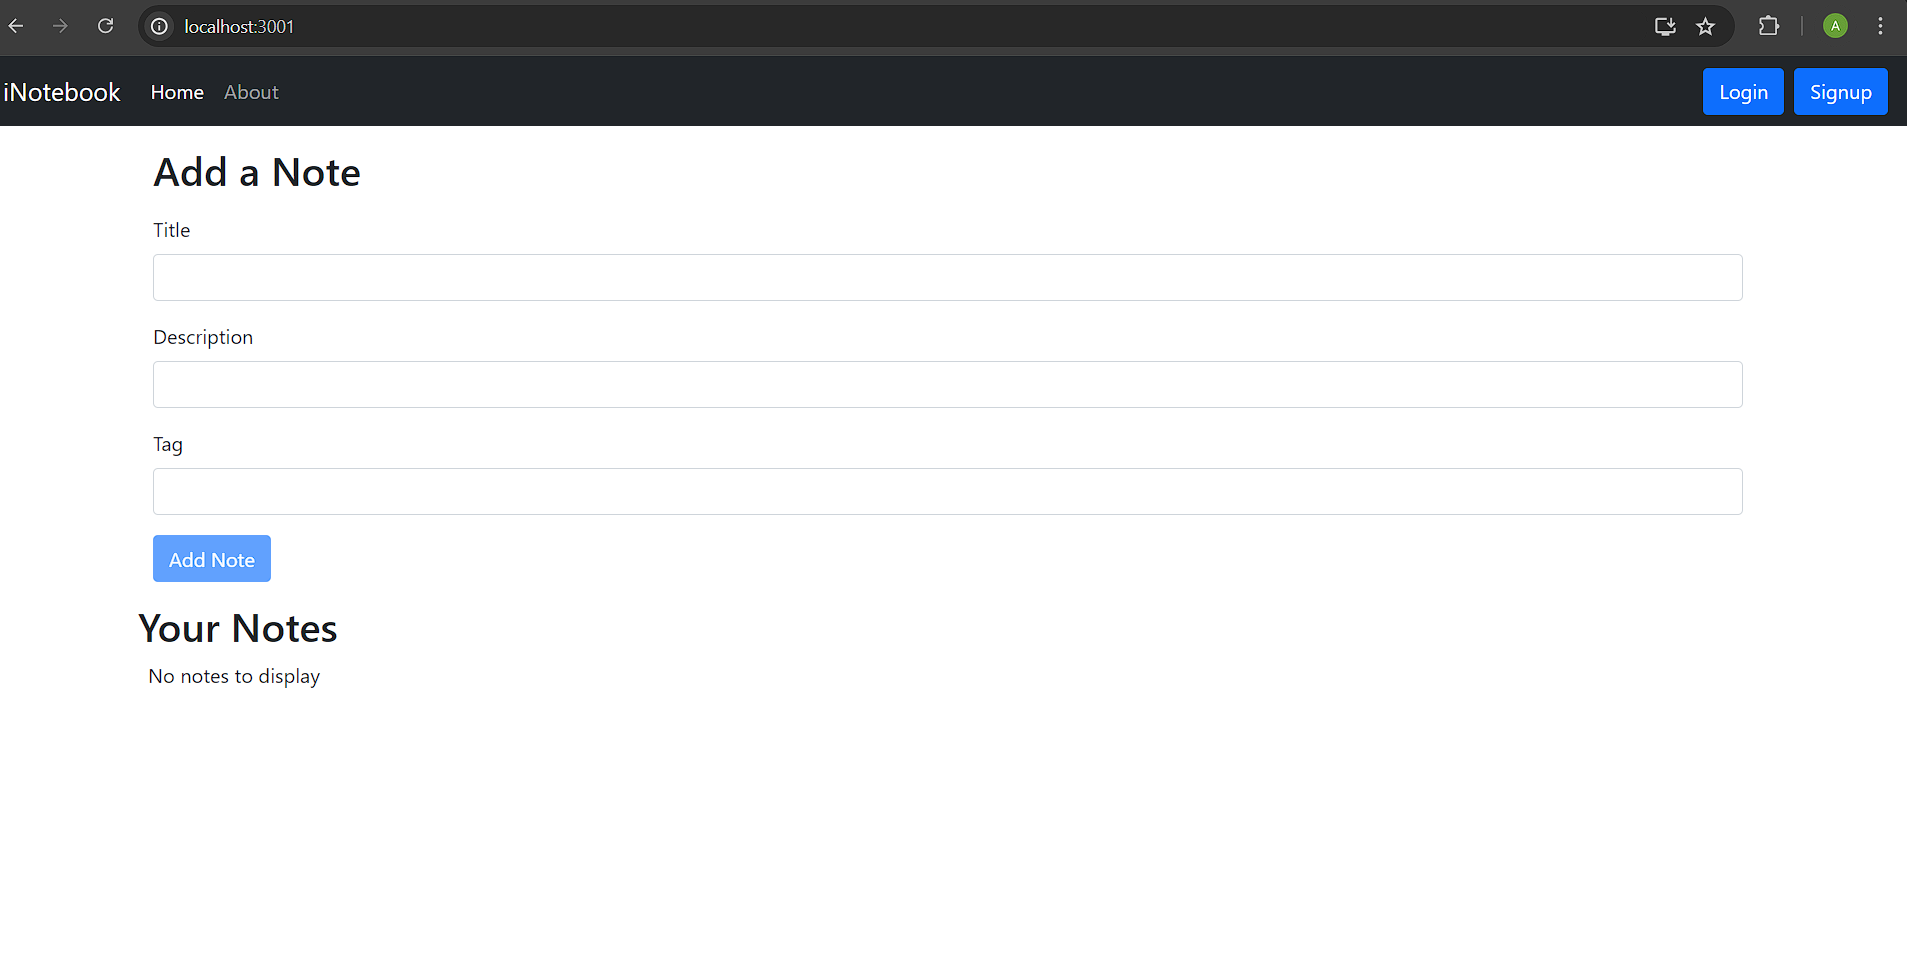 localhost:3001
A
iNotebook Home About Login Signup
Add a Note
Title
Description
Tag
Add Note
Your Notes
No notes to display